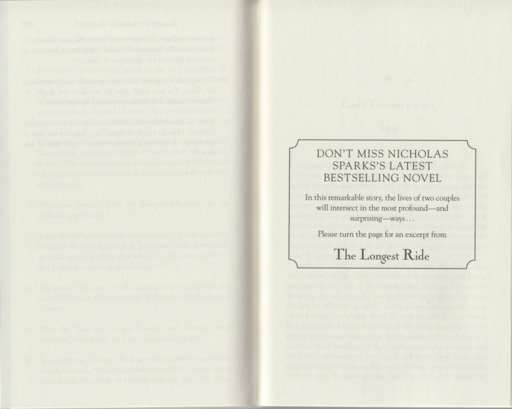 DON'T MISS NICHOLAS
SPARKS'S LATEST
BESTSELLING NOVEL
In this remarkable story, the lives of two couples
will intersect in the most profound—and
surprising—ways...
Please turn the page for an excerpt from
The Longest Ride